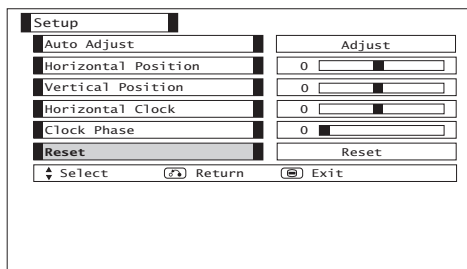 Setup
Auto Adjust Adjust
Horizontal Position 0
Vertical Position 0
Horizontal Clock 0
Clock Phase 0
Reset Reset
Select Return Exit